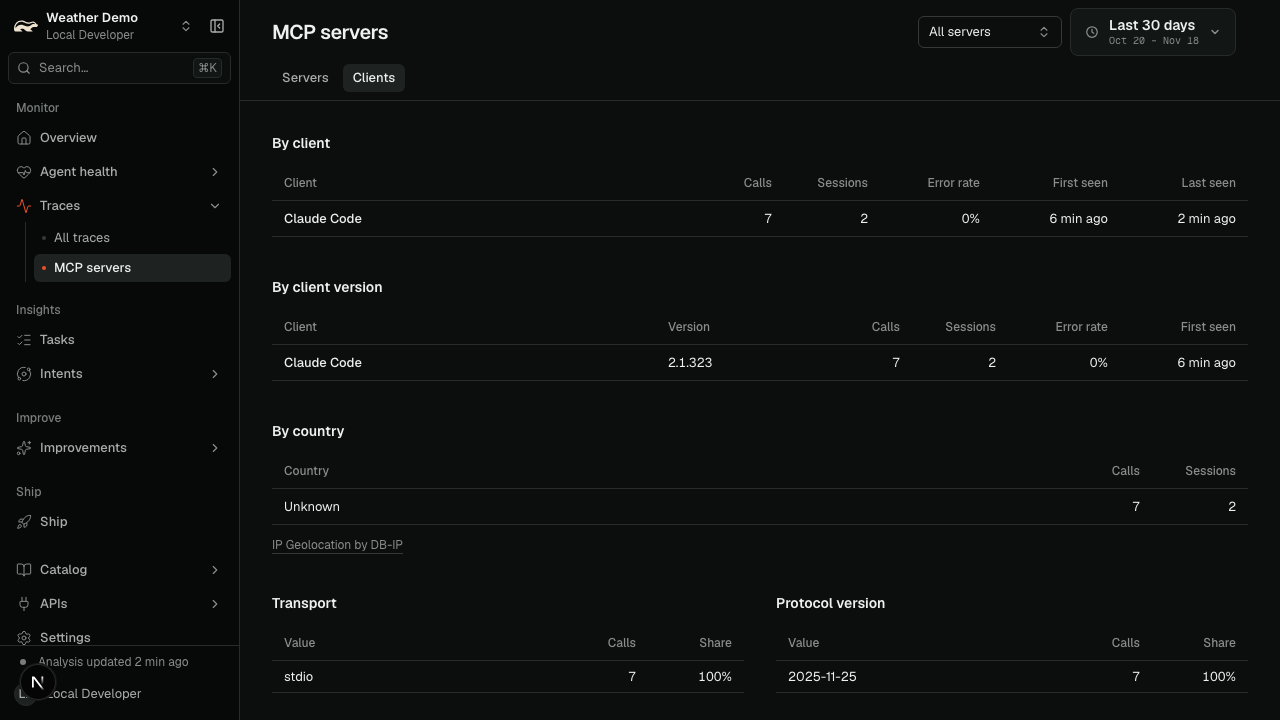 Weather Demo
Local Developer
Search...
⌘K
Monitor
Overview
Agent health
Traces
All traces
MCP servers
Insights
Tasks
Intents
Improve
Improvements
Ship
Ship
Catalog
APIs
Settings
Analysis updated 2 min ago
N
Local Developer
MCP servers
All servers
Last 30 days
Oct 20 – Nov 18
Servers Clients
By client
Client Calls Sessions Error rate First seen Last seen
Claude Code 7 2 0% 6 min ago 2 min ago
By client version
Client Version Calls Sessions Error rate First seen
Claude Code 2.1.323 7 2 0% 6 min ago
By country
Country Calls Sessions
Unknown 7 2
IP Geolocation by DB-IP
Transport
Value Calls Share
stdio 7 100%
Protocol version
Value Calls Share
2025-11-25 7 100%